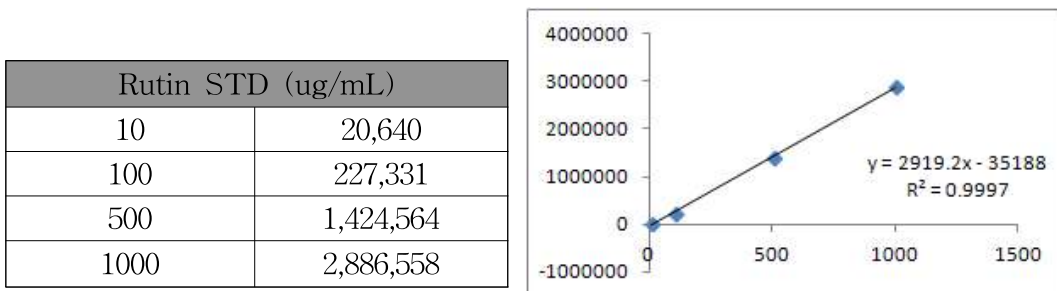 Rutin STD (ug/mL)
10 20,640
100 227,331
500 1,424,564
1000 2,886,558
4000000
3000000
2000000
1000000
0
-1000000
0 500 1000 1500
y = 2919.2x - 35188
R² = 0.9997